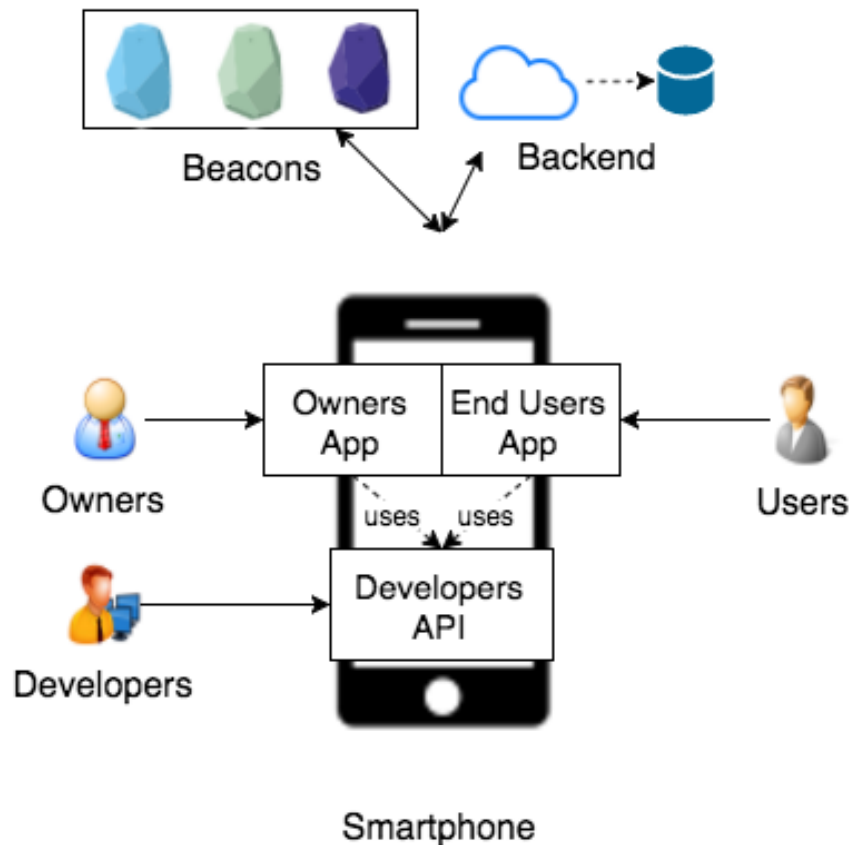 Beacons
Backend
Owners
App
End Users
App
Owners
Users
uses
uses
Developers
API
Developers
Smartphone